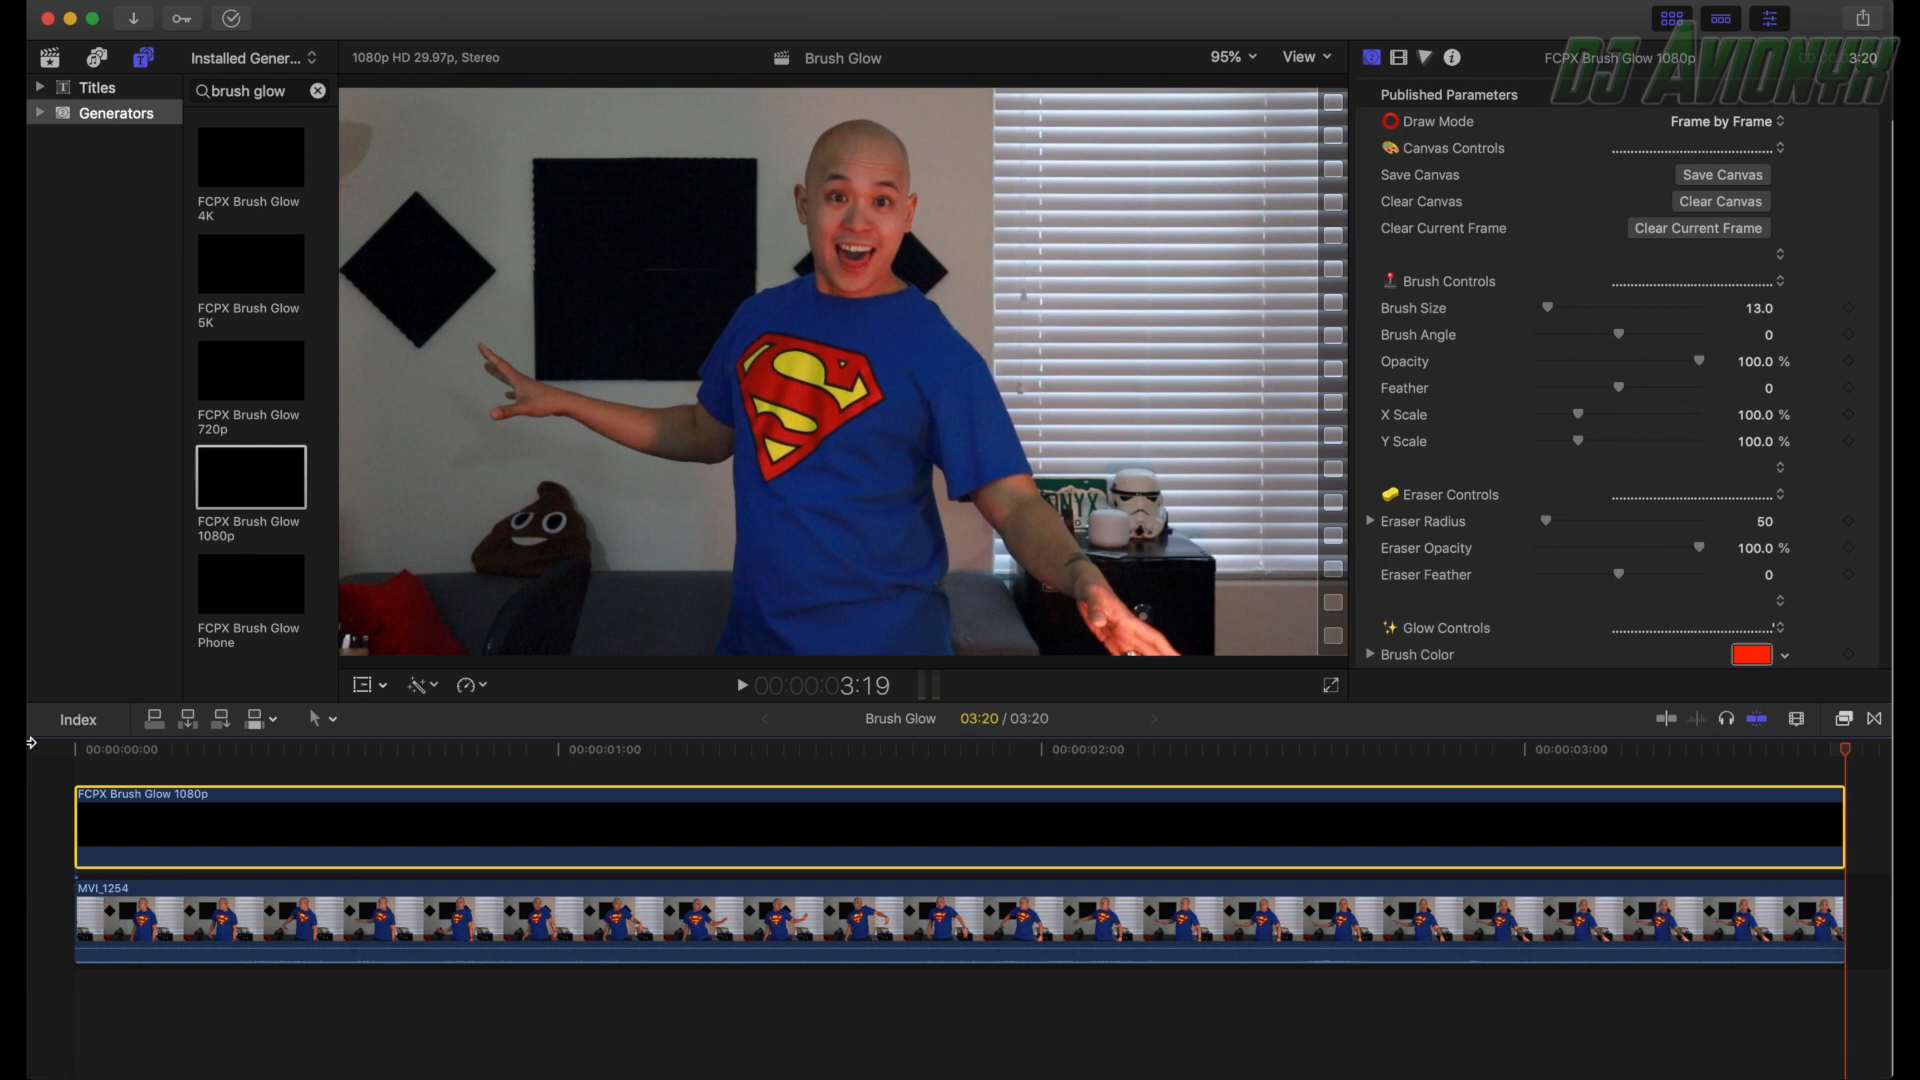 Installed Gener...
1080p HD 29.97p, Stereo
Brush Glow
95%
View
FCPX Brush Glow 1080p
3:20
DJ AVIONYX
Titles
Generators
brush glow
FCPX Brush Glow
4K
FCPX Brush Glow
5K
FCPX Brush Glow
720p
FCPX Brush Glow
1080p
FCPX Brush Glow
Phone
NYX
Published Parameters
Draw Mode Frame by Frame
Canvas Controls
Save Canvas Save Canvas
Clear Canvas Clear Canvas
Clear Current Frame Clear Current Frame
Brush Controls
Brush Size 13.0
Brush Angle 0
Opacity 100.0 %
Feather 0
X Scale 100.0 %
Y Scale 100.0 %
Eraser Controls
Eraser Radius 50
Eraser Opacity 100.0 %
Eraser Feather 0
Glow Controls
Brush Color
00:00:03:19
Index
Brush Glow 03:20 / 03:20
00:00:00:00 00:00:01:00 00:00:02:00 00:00:03:00
FCPX Brush Glow 1080p
MVI_1254